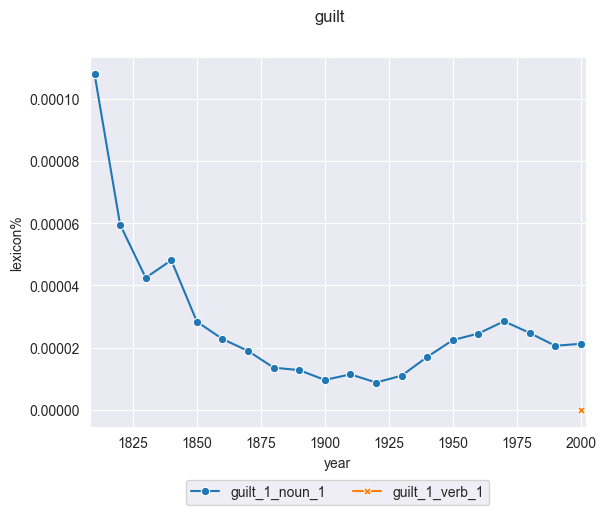 guilt
lexicon%
0.00010
0.00008
0.00006
0.00004
0.00002
0.00000
1825 1850 1875 1900 1925 1950 1975 2000
year
guilt_1_noun_1 guilt_1_verb_1